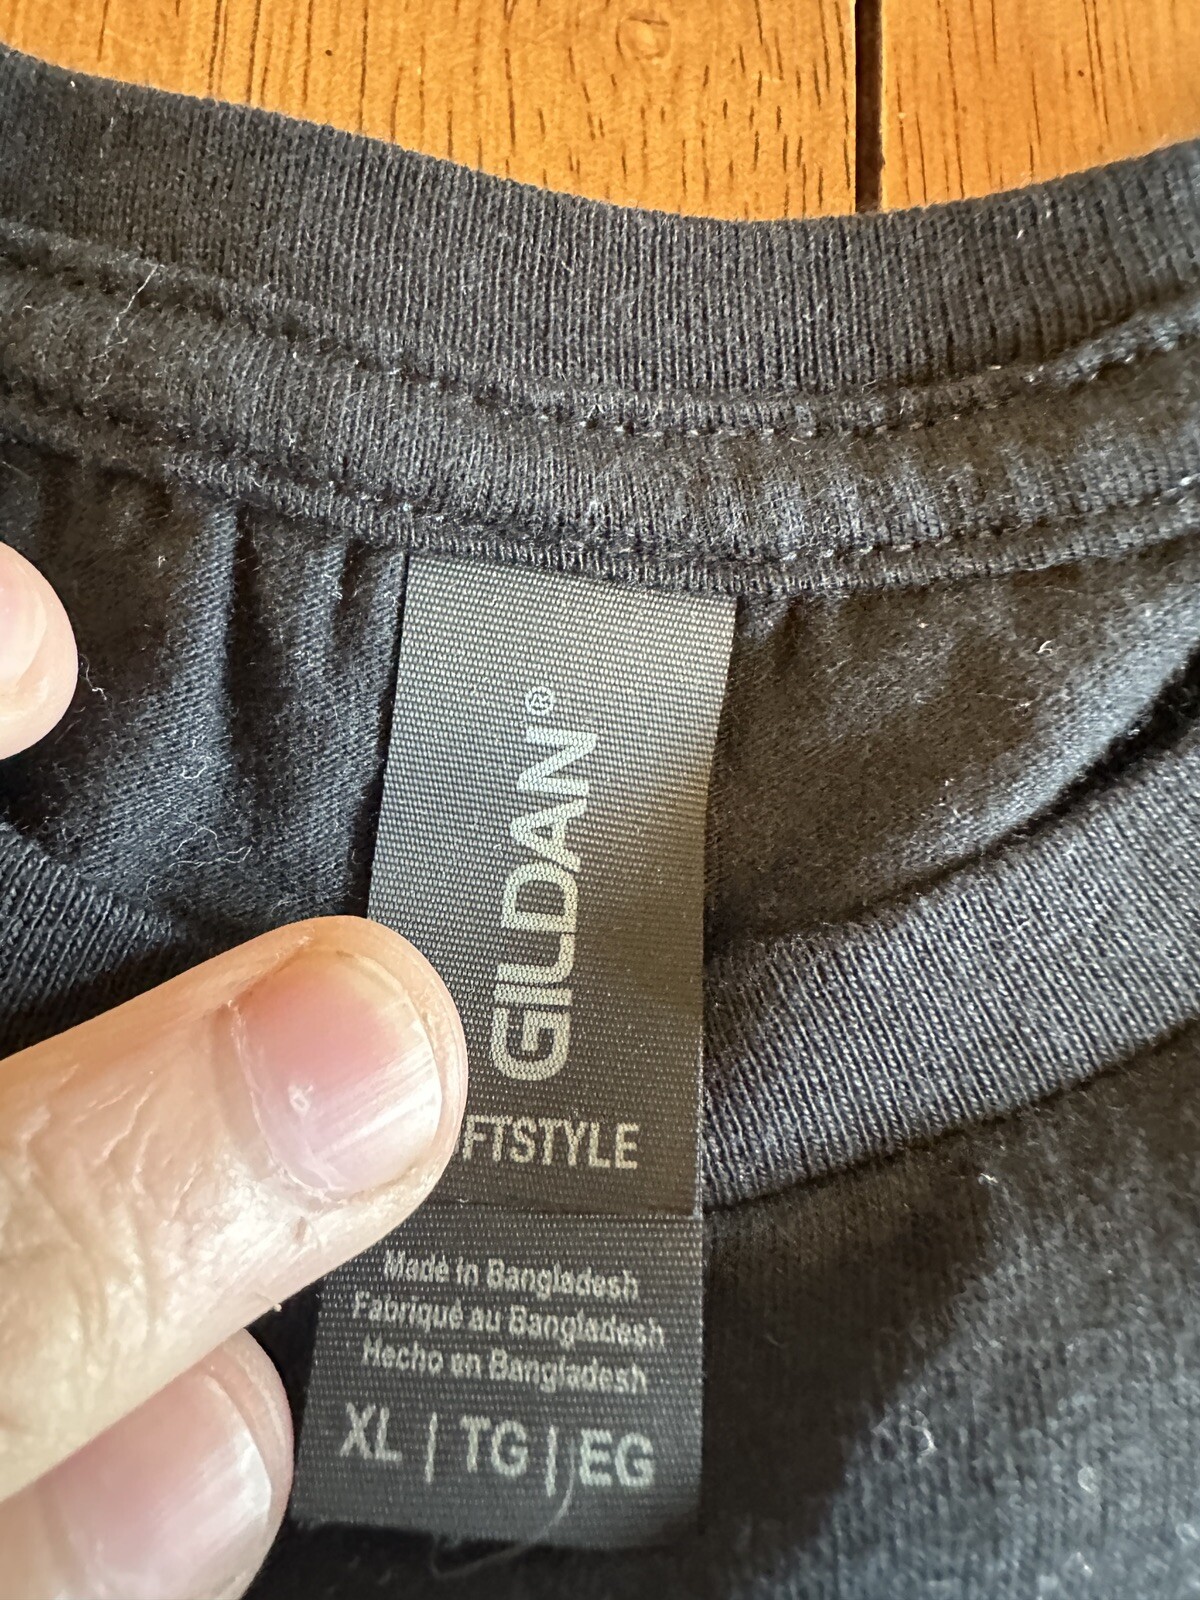 GILDAN®
FTSTYLE
Made in Bangladesh
Fabriqué au Bangladesh
Hecho en Bangladesh
XL | TG | EG